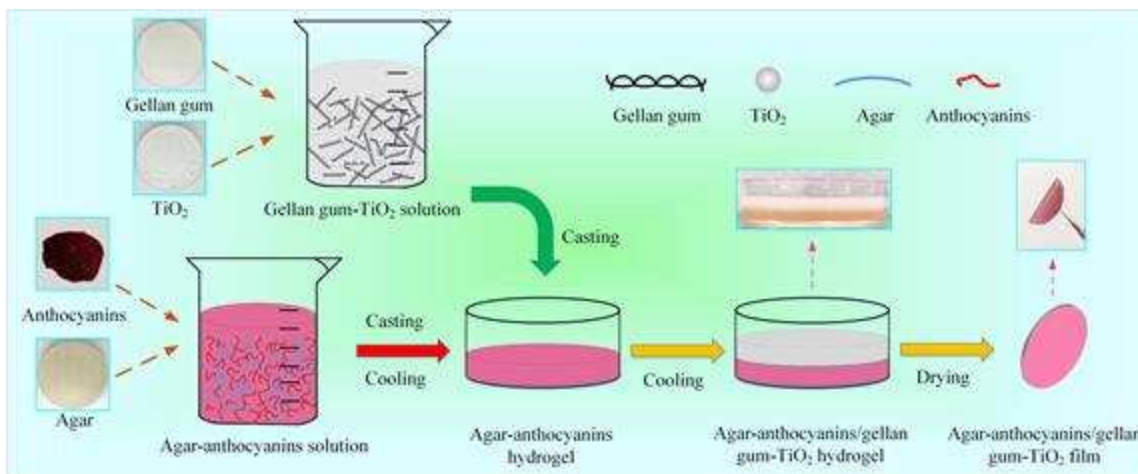 Gellan gum
TiO₂
Gellan gum-TiO₂ solution
Gellan gum
TiO₂
Agar
Anthocyanins
Casting
Anthocyanins
Agar
Agar-anthocyanins solution
Casting
Cooling
Agar-anthocyanins
hydrogel
Cooling
Agar-anthocyanins/gellan
gum-TiO₂ hydrogel
Drying
Agar-anthocyanins/gellan
gum-TiO₂ film